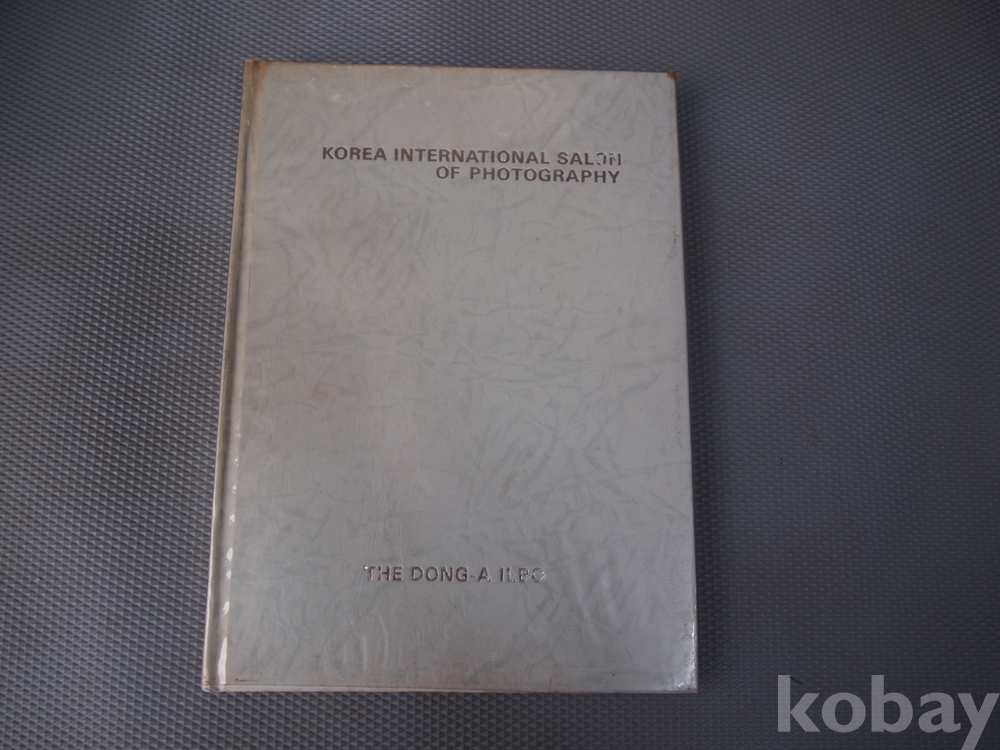 KOREA INTERNATIONAL SALON
OF PHOTOGRAPHY
THE DONG-A ILBO
kobay